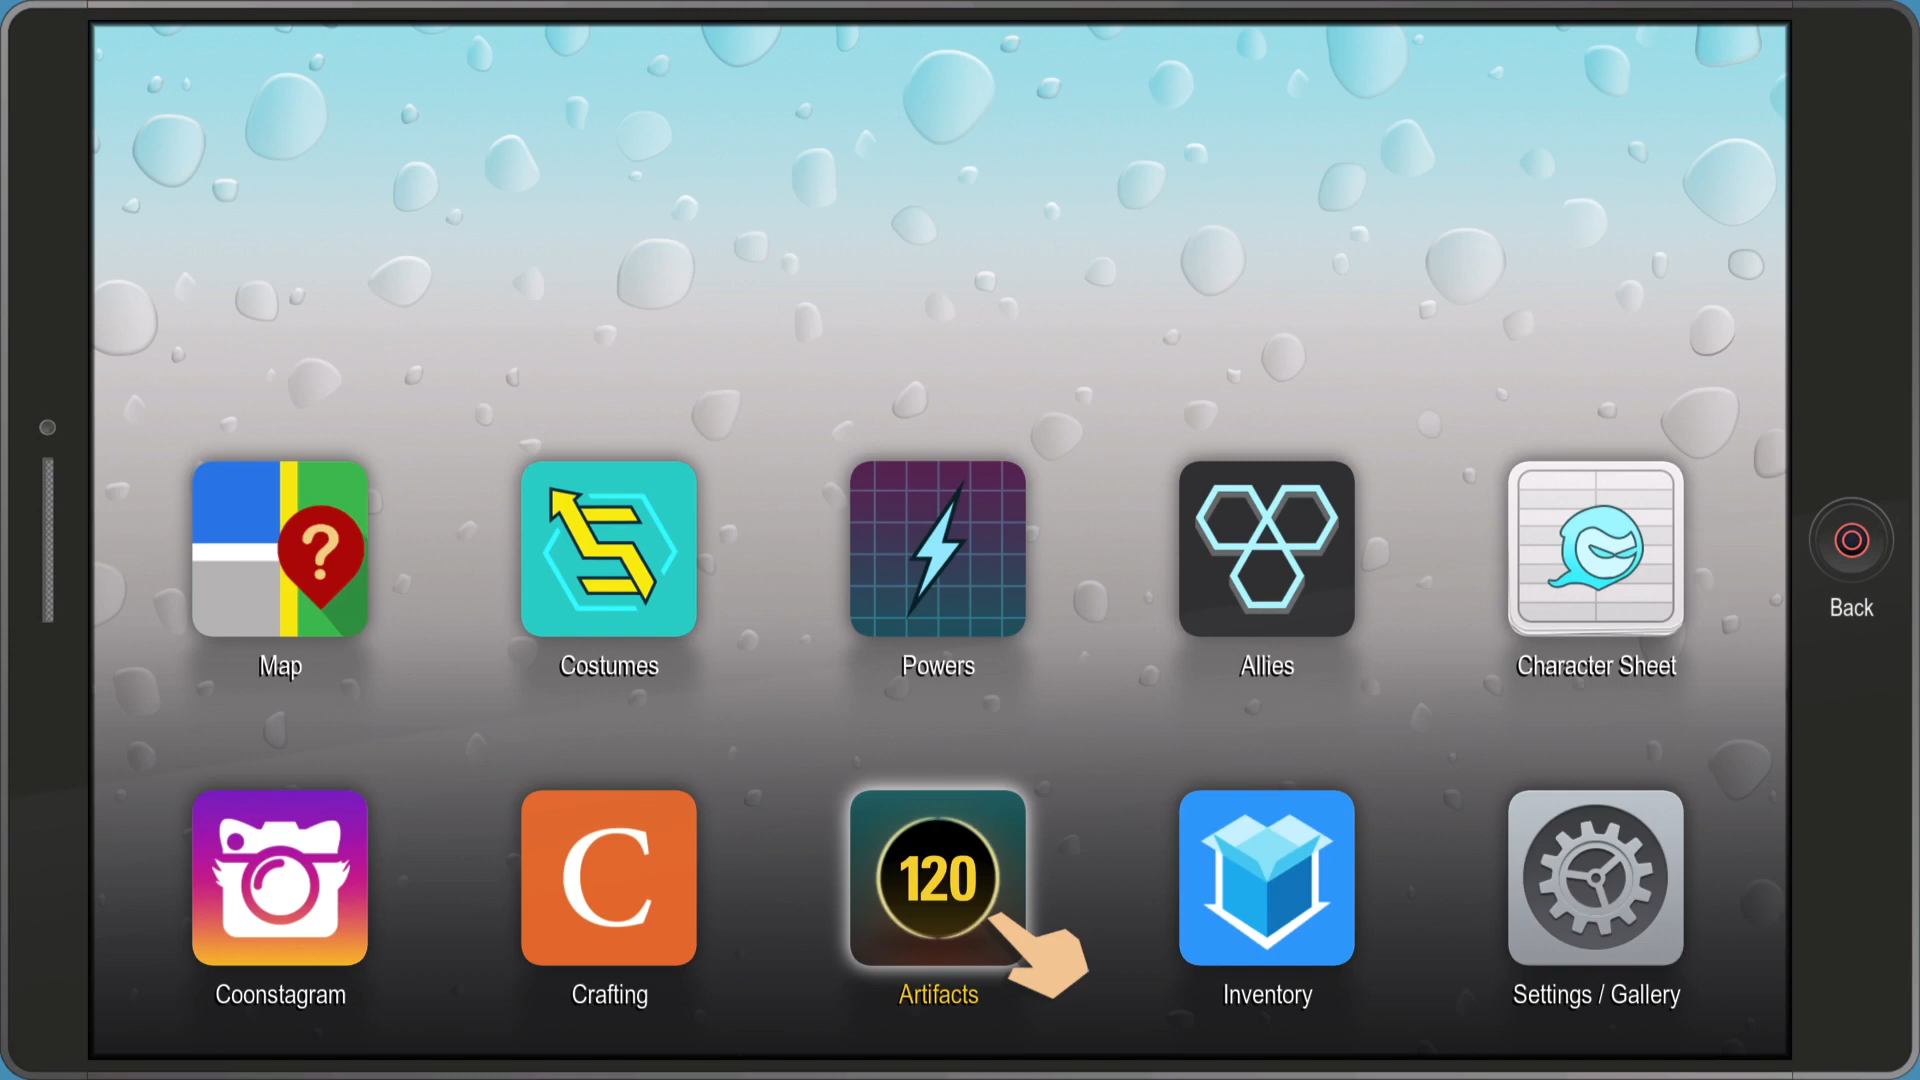 ?
Map
Costumes
Powers
Allies
Character Sheet
Back
C
120
Coonstagram
Crafting
Artifacts
Inventory
Settings / Gallery